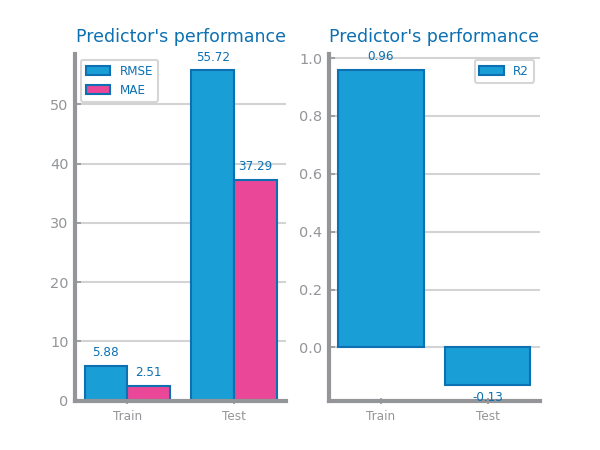 Predictor's performance
RMSE
MAE
55.72
37.29
5.88
2.51
50
40
30
20
10
0
Train
Test
Predictor's performance
R2
0.96
-0.13
1.0
0.8
0.6
0.4
0.2
0.0
Train
Test